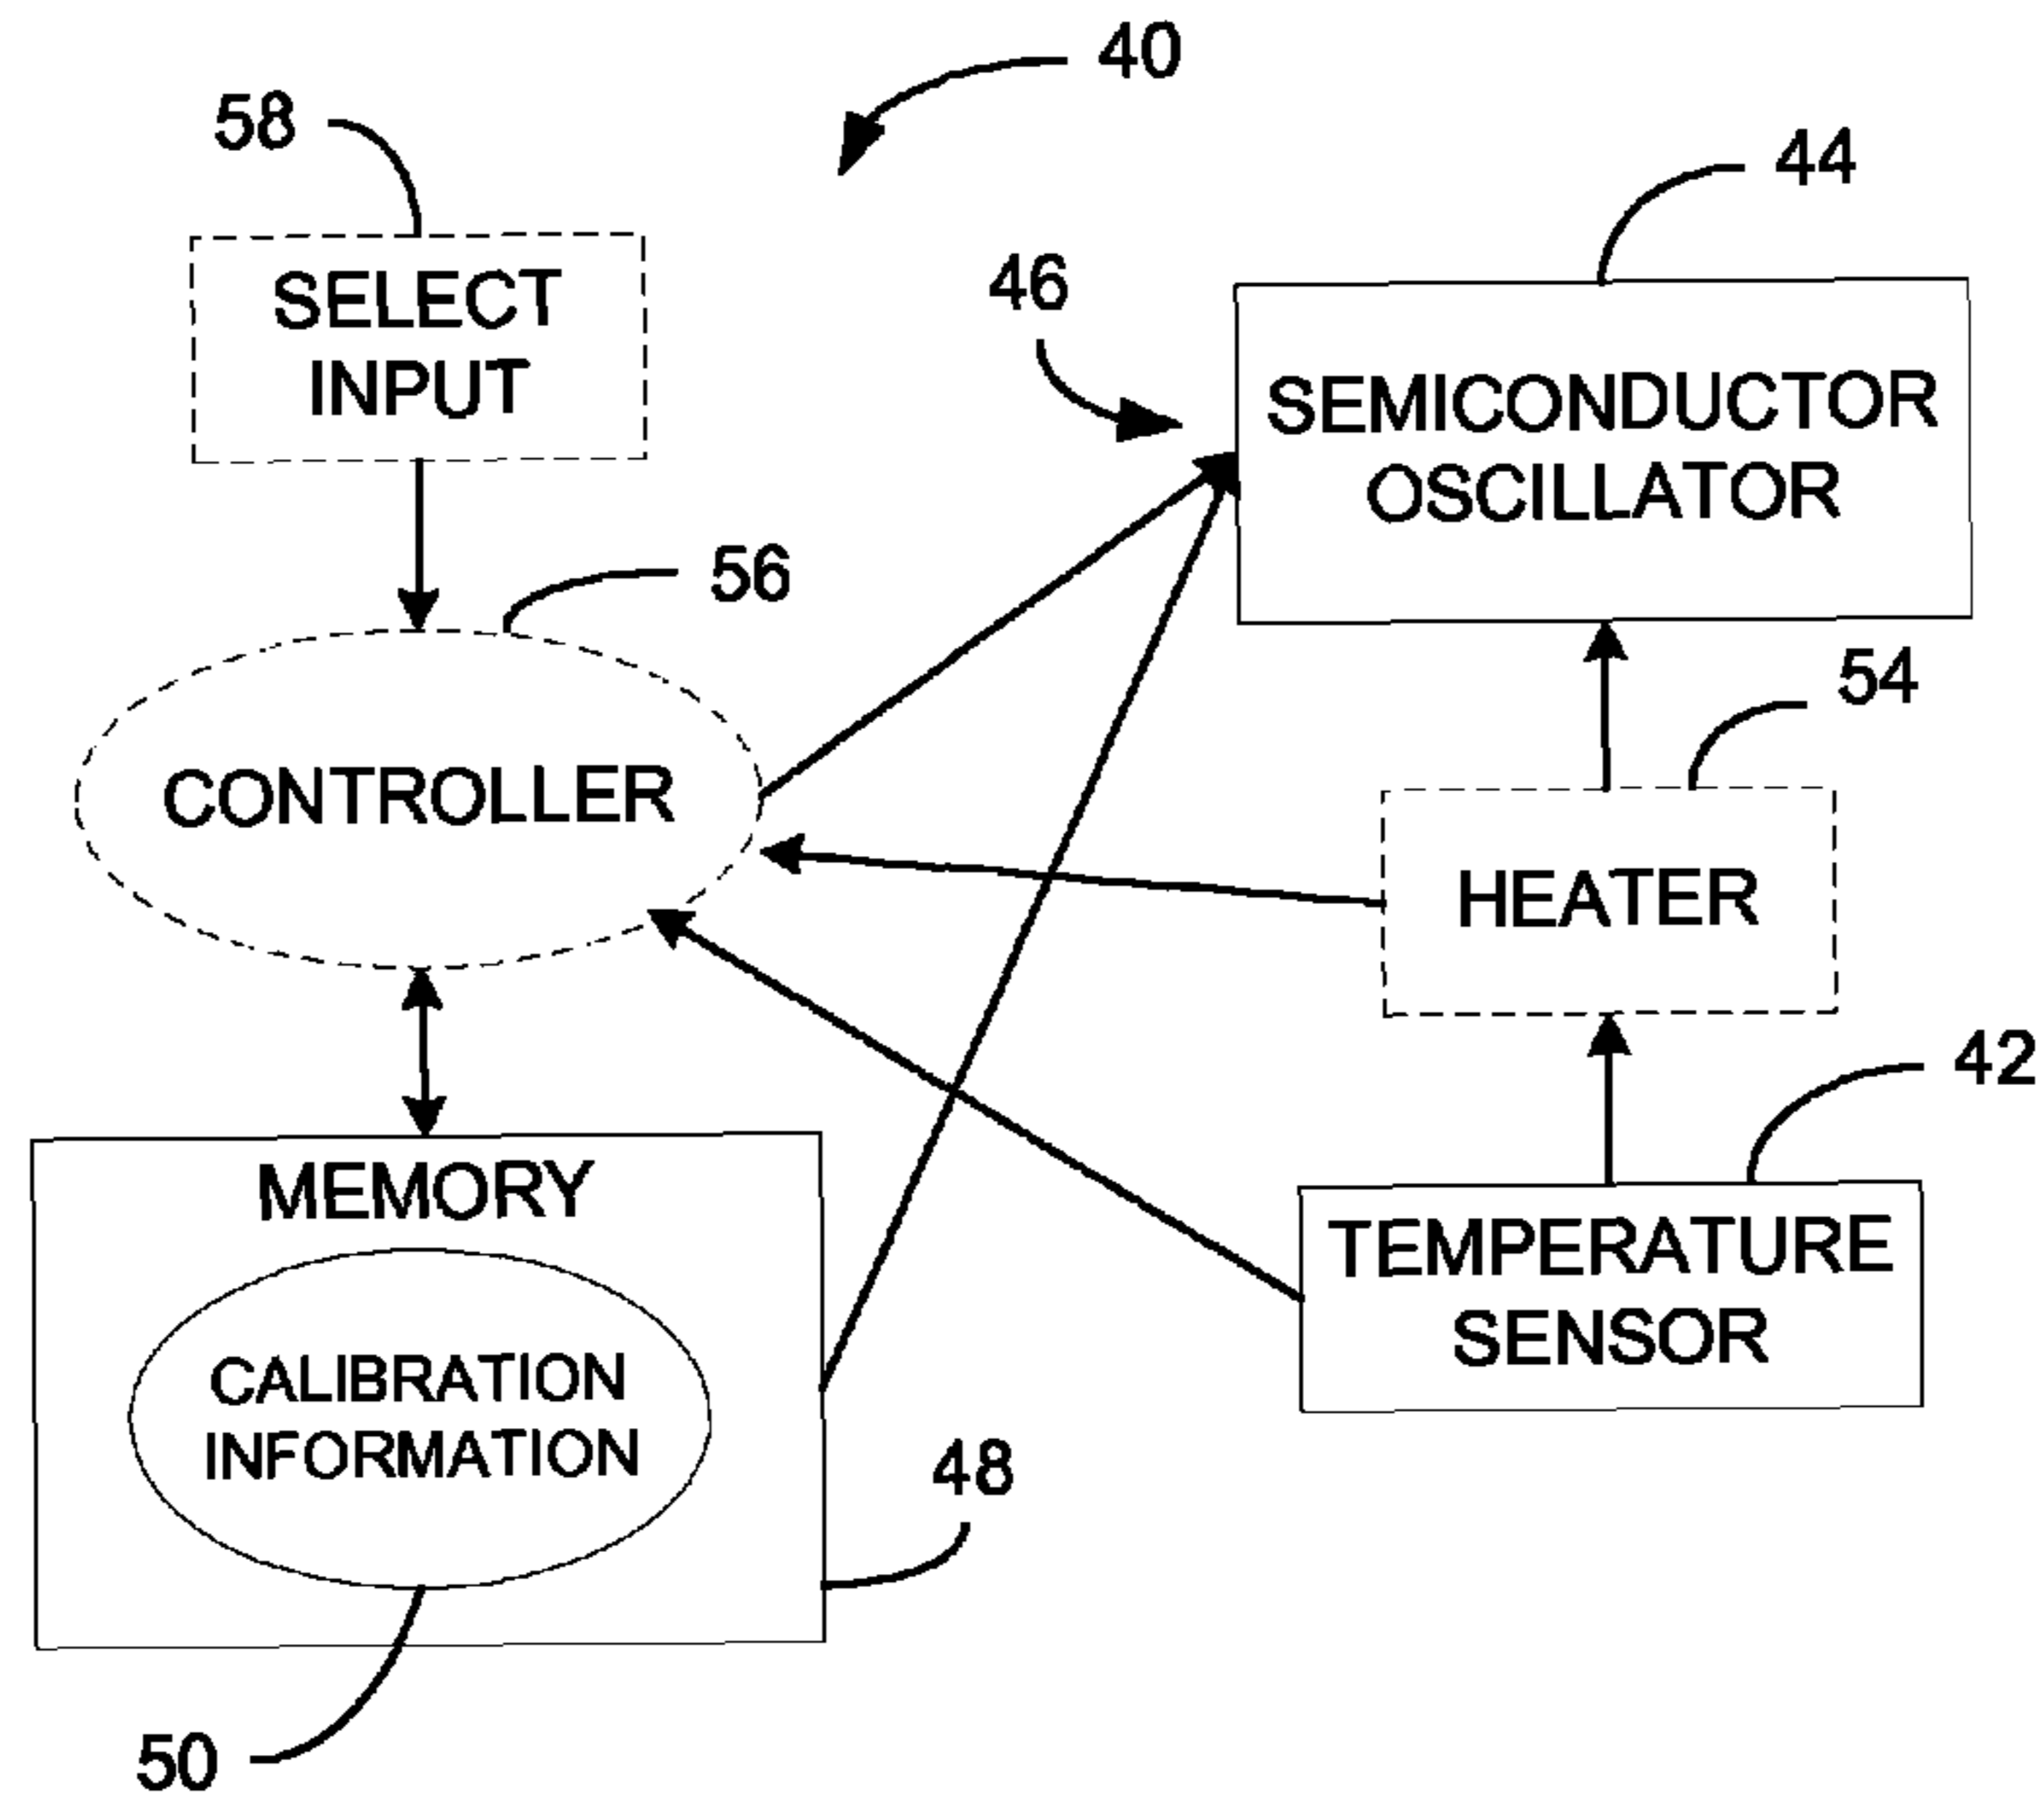 40
58
44
SELECT
INPUT
46
SEMICONDUCTOR
OSCILLATOR
56
54
CONTROLLER
HEATER
42
MEMORY
TEMPERATURE
SENSOR
CALIBRATION
INFORMATION
48
50